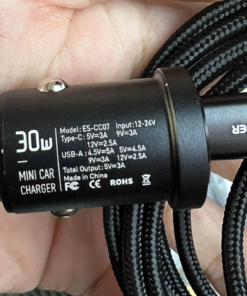 30W
MINI CAR
CHARGER
Model: ES-CC07 Input:12-24V
Type-C: 5V=3A 9V=3A
12V=2.5A
USB-A : 4.5V=5A 5V=4.5A
9V=3A 12V=2.5A
Total Output:5V=3A
Made in China
FC CE ROHS